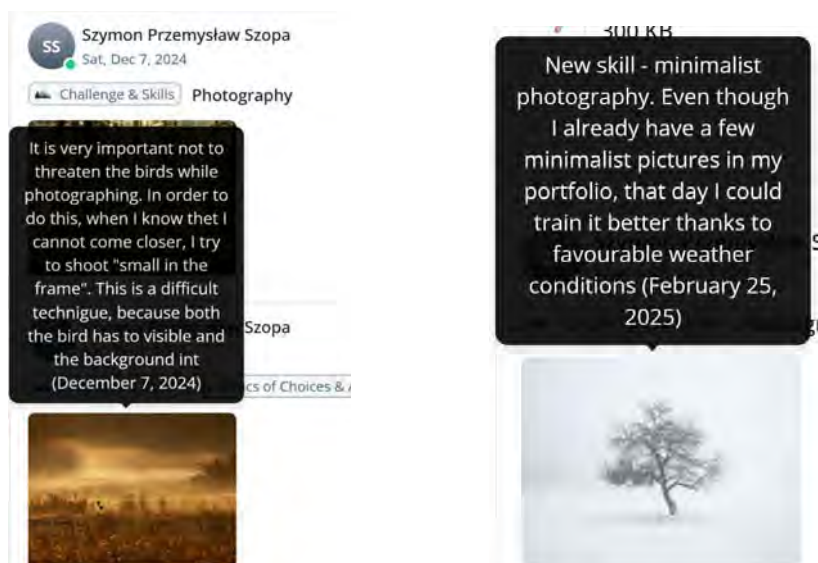 SS
Szymon Przemysław Szopa
Sat, Dec 7, 2024
Challenge & Skills
Photography
It is very important not to
threaten the birds while
photographing. In order to
do this, when I know thet I
cannot come closer, I try
to shoot "small in the
frame". This is a difficult
technigue, because both
the bird has to visible and
the background int
(December 7, 2024)
Szopa
cs of Choices &
300 KB
New skill - minimalist
photography. Even though
I already have a few
minimalist pictures in my
portfolio, that day I could
train it better thanks to
favourable weather
conditions (February 25,
2025)